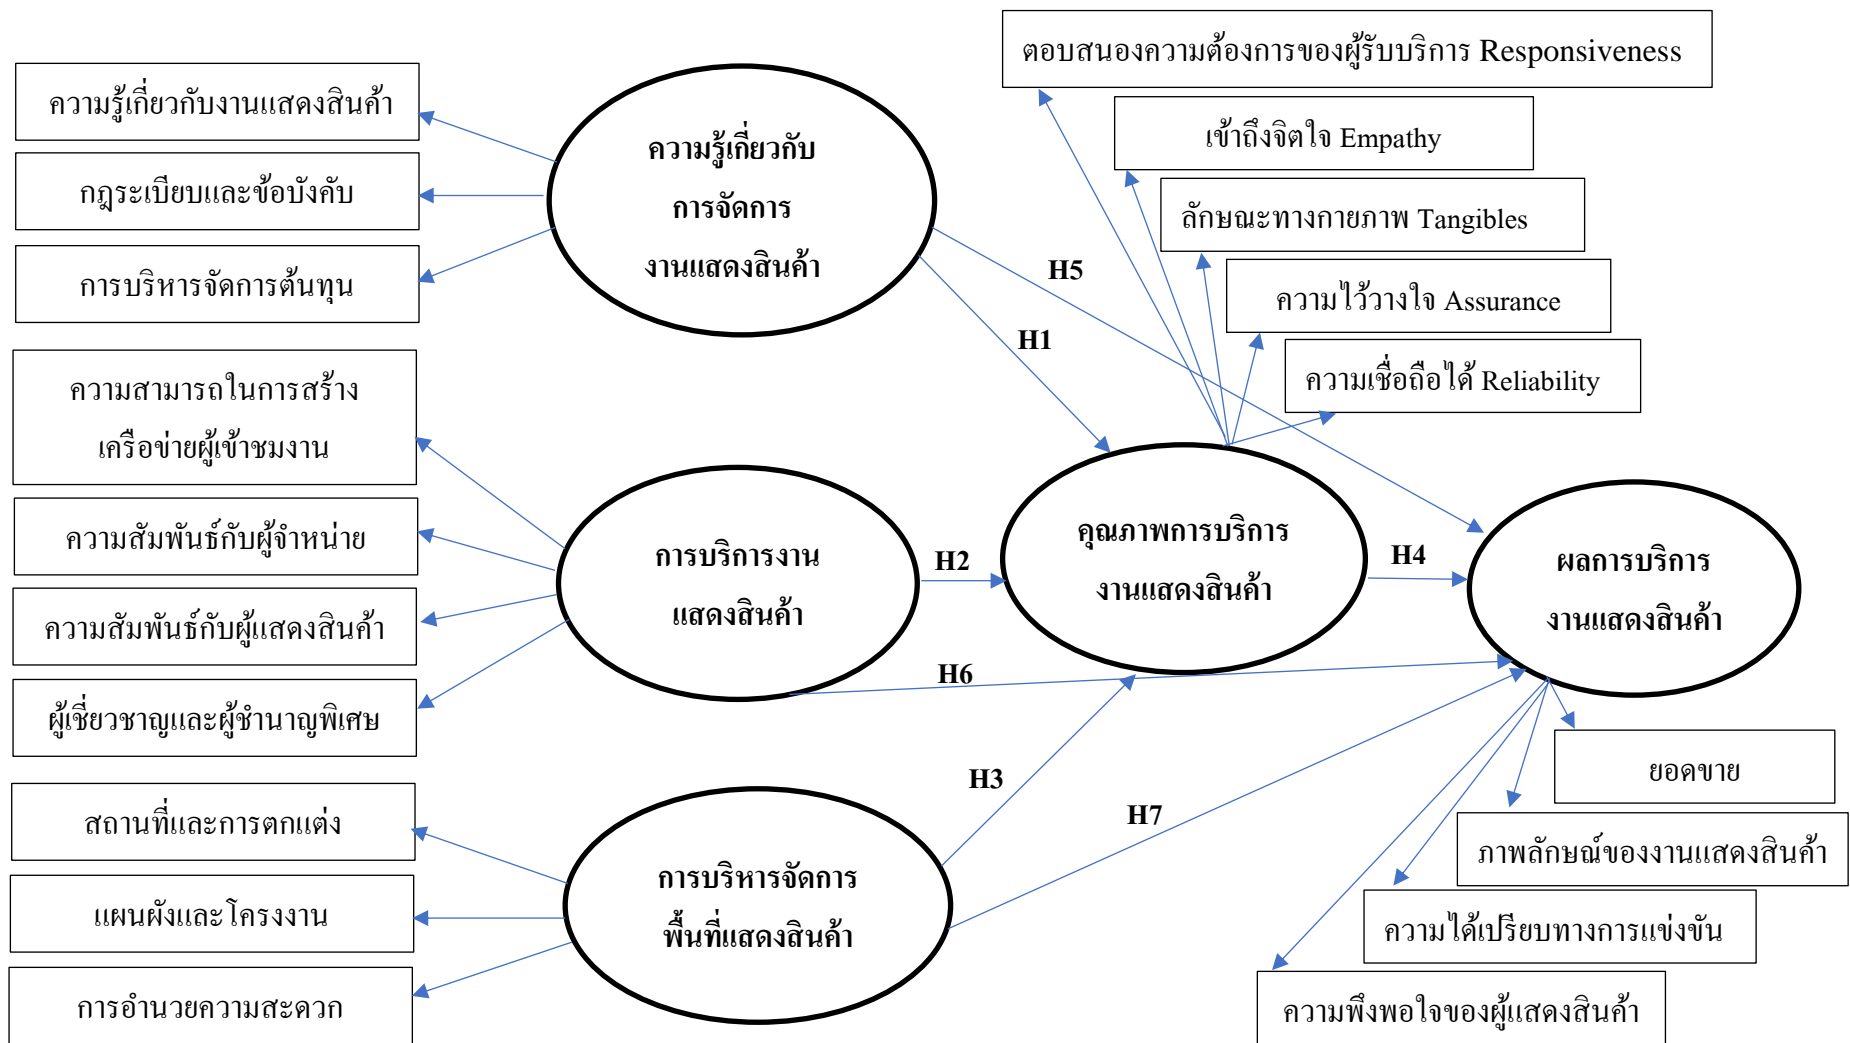 ตอบสนองความต้องการของผู้รับบริการ Responsiveness
ความรู้เกี่ยวกับงานแสดงสินค้า
เข้าถึงจิตใจ Empathy
ความรู้เกี่ยวกับ
การจัดการ
งานแสดงสินค้า
กฎระเบียบและข้อบังคับ
ลักษณะทางกายภาพ Tangibles
การบริหารจัดการต้นทุน
H5
ความไว้วางใจ Assurance
H1
ความเชื่อถือได้ Reliability
ความสามารถในการสร้าง
เครือข่ายผู้เข้าชมงาน
ความสัมพันธ์กับผู้จำหน่าย
การบริการงาน
แสดงสินค้า
H2
คุณภาพการบริการ
งานแสดงสินค้า
H4
ผลการบริการ
งานแสดงสินค้า
ความสัมพันธ์กับผู้แสดงสินค้า
H6
ผู้เชี่ยวชาญและผู้ชำนาญพิเศษ
H3
H7
ยอดขาย
สถานที่และการตกแต่ง
ภาพลักษณ์ของงานแสดงสินค้า
การบริหารจัดการ
พื้นที่แสดงสินค้า
แผนผังและโครงงาน
ความได้เปรียบทางการแข่งขัน
การอำนวยความสะดวก
ความพึงพอใจของผู้แสดงสินค้า